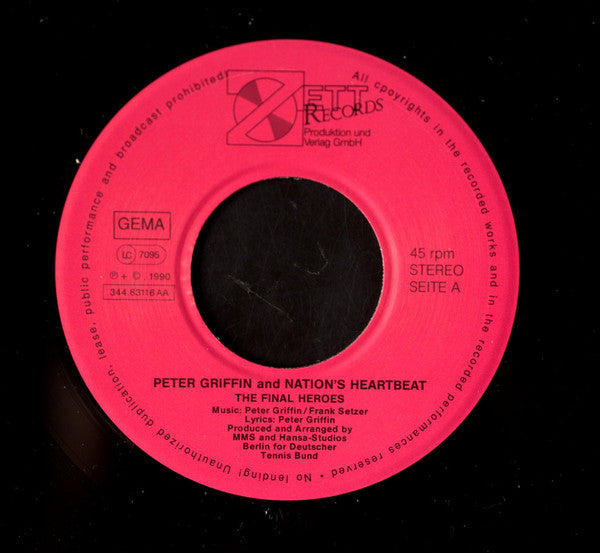 All cpoyrights in the recorded works and in the recorded performances reserved • No lending! Unauthorized duplication, lease, public performance and broadcast prohibited!
ZETT
RECORDS
Produktion und
Verlag GmbH
GEMA
LC 7095
℗ + © . 1990
344.63116 AA
45 rpm
STEREO
SEITE A
PETER GRIFFIN and NATION'S HEARTBEAT
THE FINAL HEROES
Music: Peter Griffin/Frank Setzer
Lyrics: Peter Griffin
Produced and Arranged by
MMS and Hansa-Studios
Berlin for Deutscher
Tennis Bund